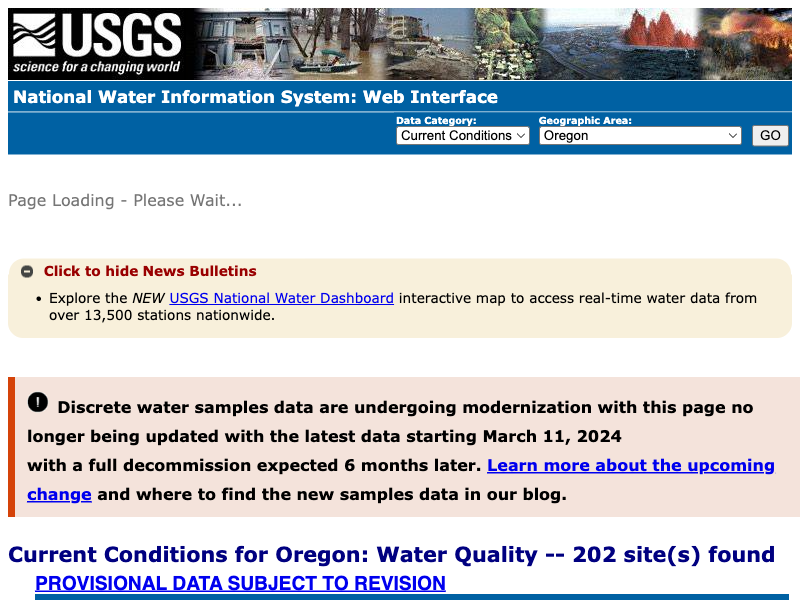 USGS
science for a changing world
National Water Information System: Web Interface
Data Category:
Geographic Area:
Current Conditions
Oregon
GO
Page Loading - Please Wait...
Click to hide News Bulletins
• Explore the NEW USGS National Water Dashboard interactive map to access real-time water data from
over 13,500 stations nationwide.
Discrete water samples data are undergoing modernization with this page no
longer being updated with the latest data starting March 11, 2024
with a full decommission expected 6 months later. Learn more about the upcoming
change and where to find the new samples data in our blog.
Current Conditions for Oregon: Water Quality -- 202 site(s) found
PROVISIONAL DATA SUBJECT TO REVISION